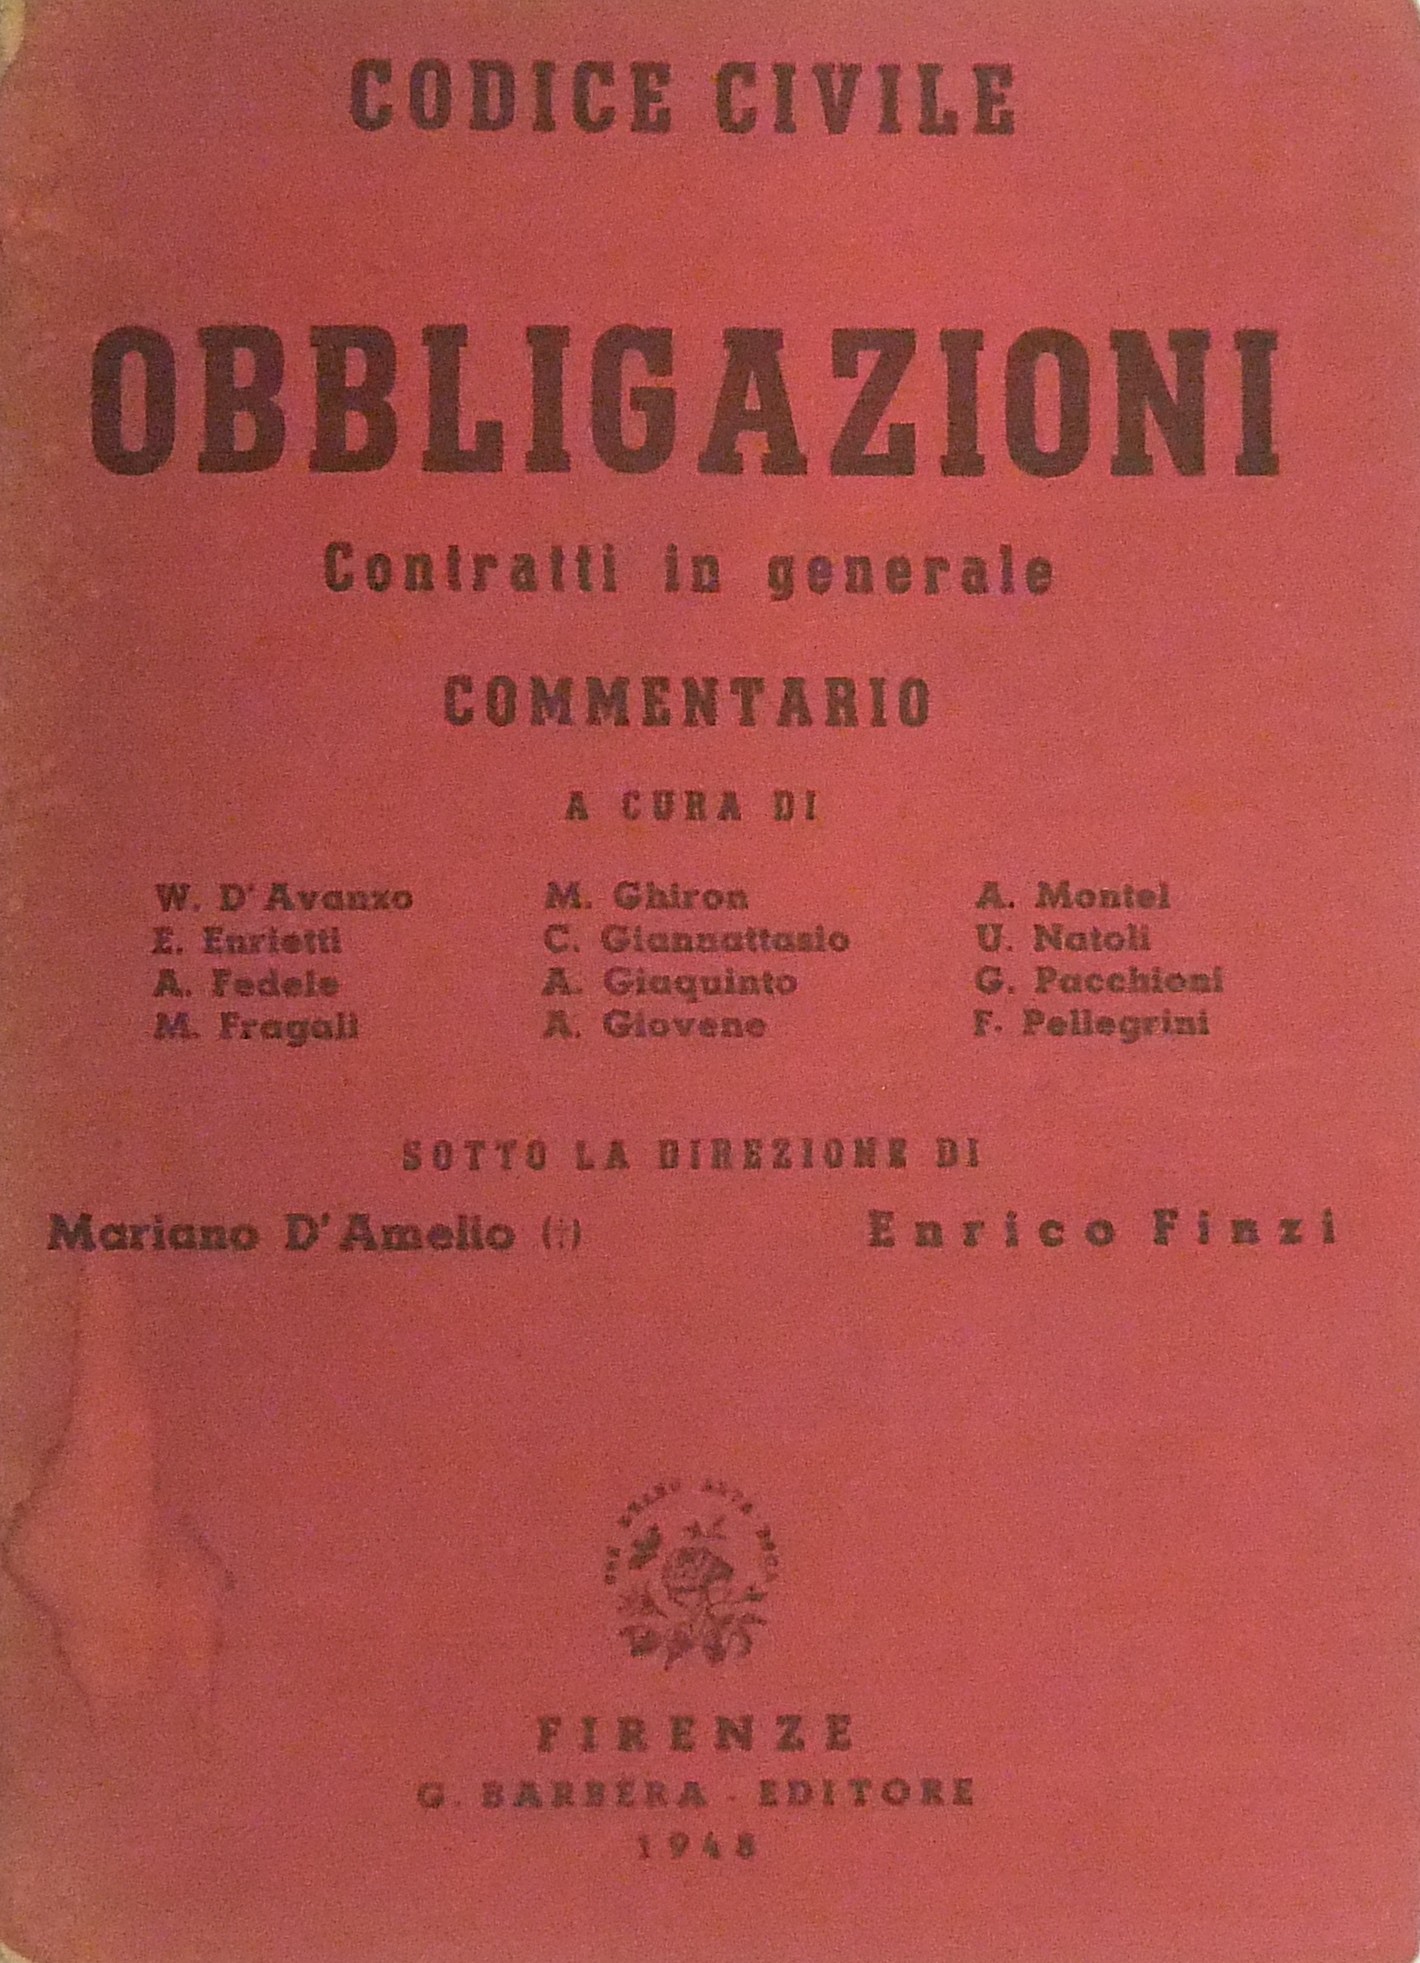 CODICE CIVILE
OBBLIGAZIONI
Contratti in generale
COMMENTARIO
A CURA DI
W. D'Avanzo
E. Enrietti
A. Fedele
M. Fragali
M. Ghiron
C. Giannattasio
A. Giaquinto
A. Giovene
A. Montel
U. Natoli
G. Pacchioni
F. Pellegrini
SOTTO LA DIREZIONE DI
Mariano D'Amelio (†)
Enrico Finzi
FIRENZE
G. BARBÈRA - EDITORE
1948